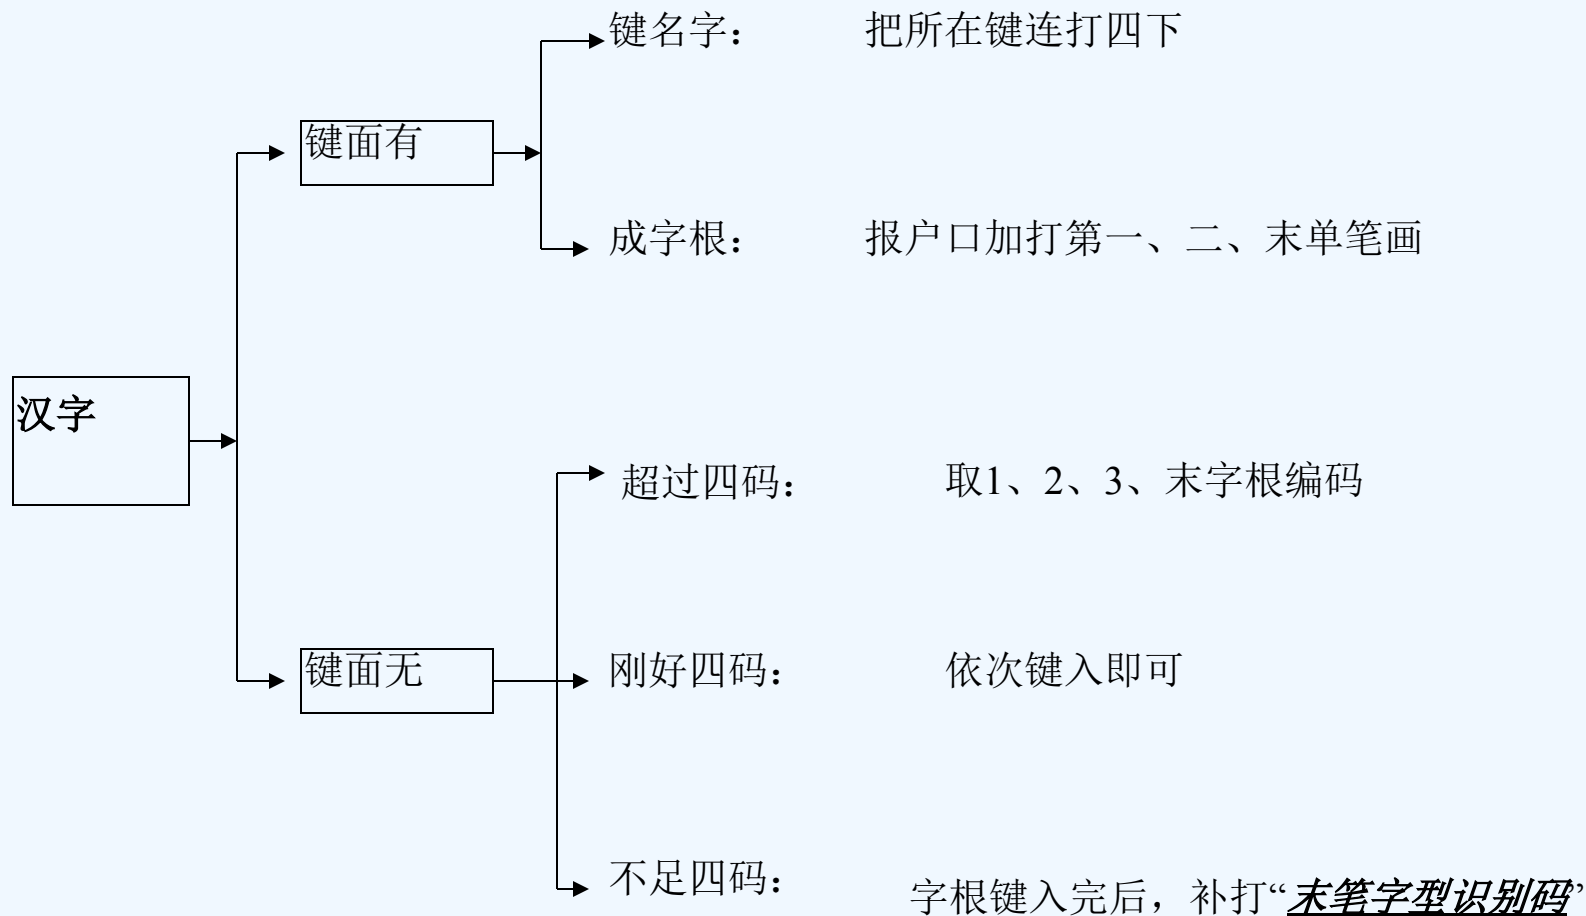 键名字： 把所在键连打四下
键面有
成字根： 报户口加打第一、二、末单笔画
汉字
超过四码： 取1、2、3、末字根编码
键面无
刚好四码： 依次键入即可
不足四码： 字根键入完后，补打“末笔字型识别码”